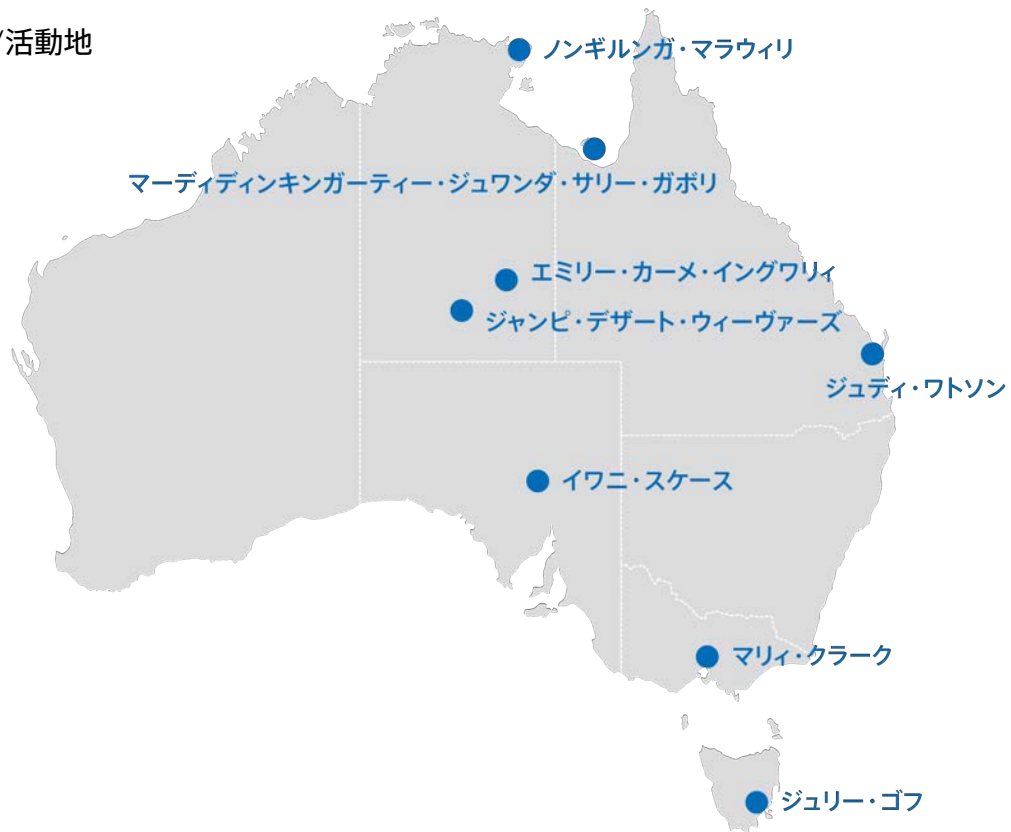 /活動地
ノンギルンガ・マラウィリ
マーディディンキンガーティー・ジュワンダ・サリー・ガボリ
エミリー・カーメ・イングワリィ
ジャンピ・デザート・ウィーヴァーズ
ジュディ・ワトソン
イワニ・スケース
マリィ・クラーク
ジュリー・ゴフ